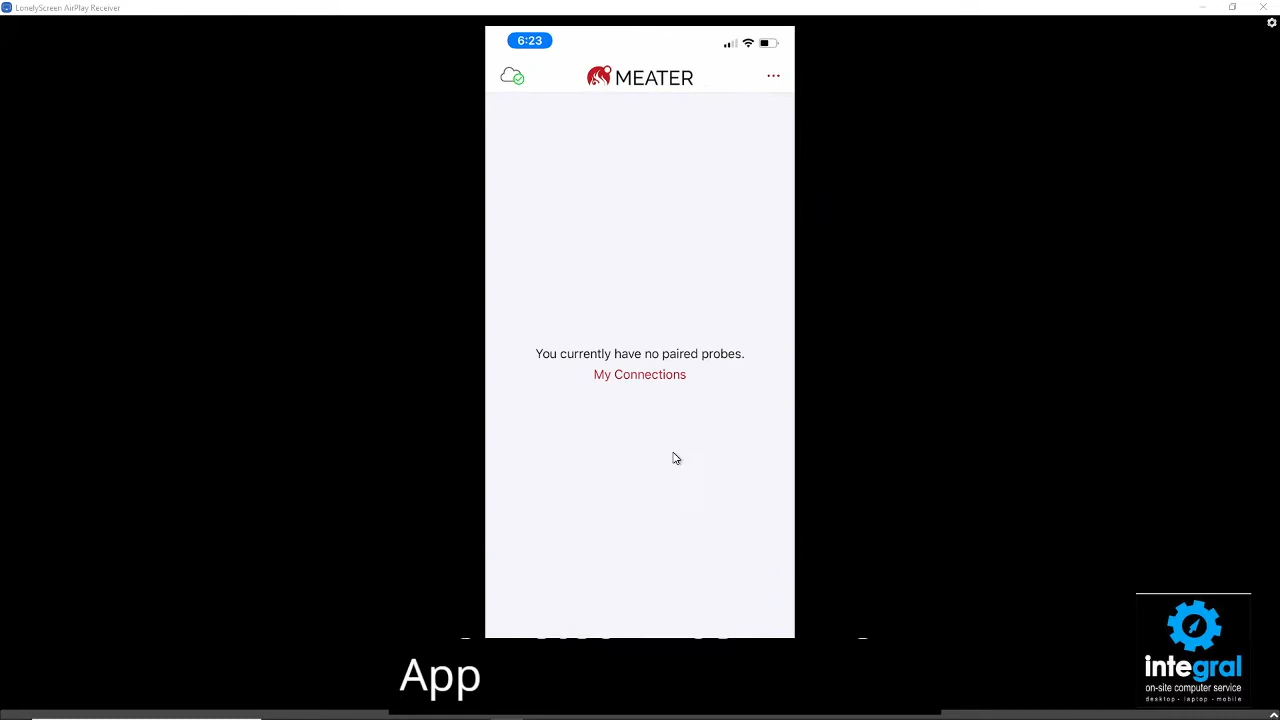 LonelyScreen AirPlay Receiver
6:23
MEATER
You currently have no paired probes.
My Connections
App
integral
on-site computer service
desktop - laptop - mobile